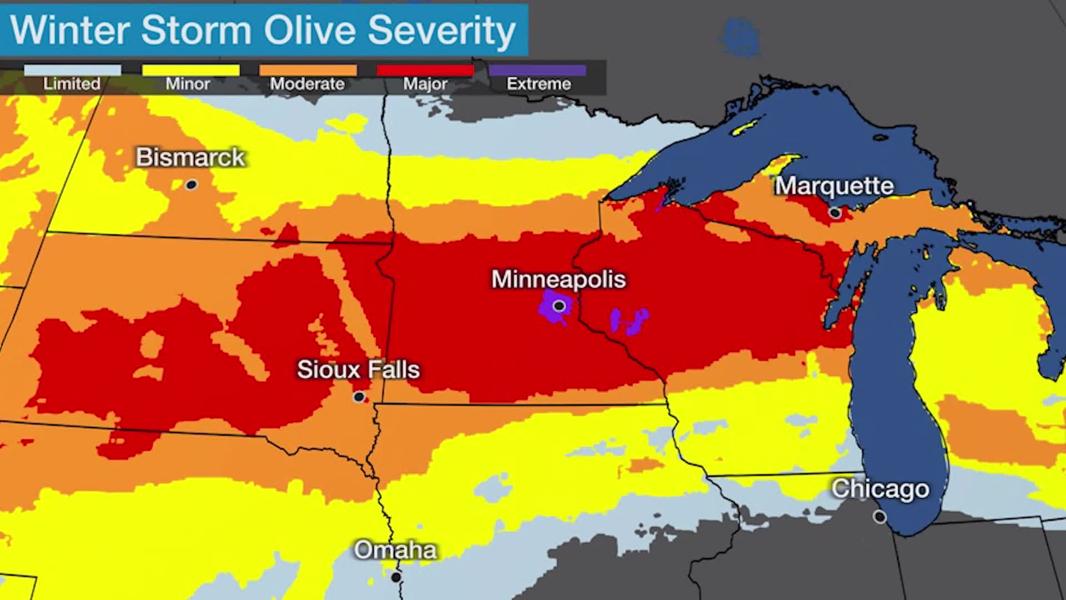 Winter Storm Olive Severity
Limited Minor Moderate Major Extreme
Bismarck
Marquette
Minneapolis
Sioux Falls
Chicago
Omaha